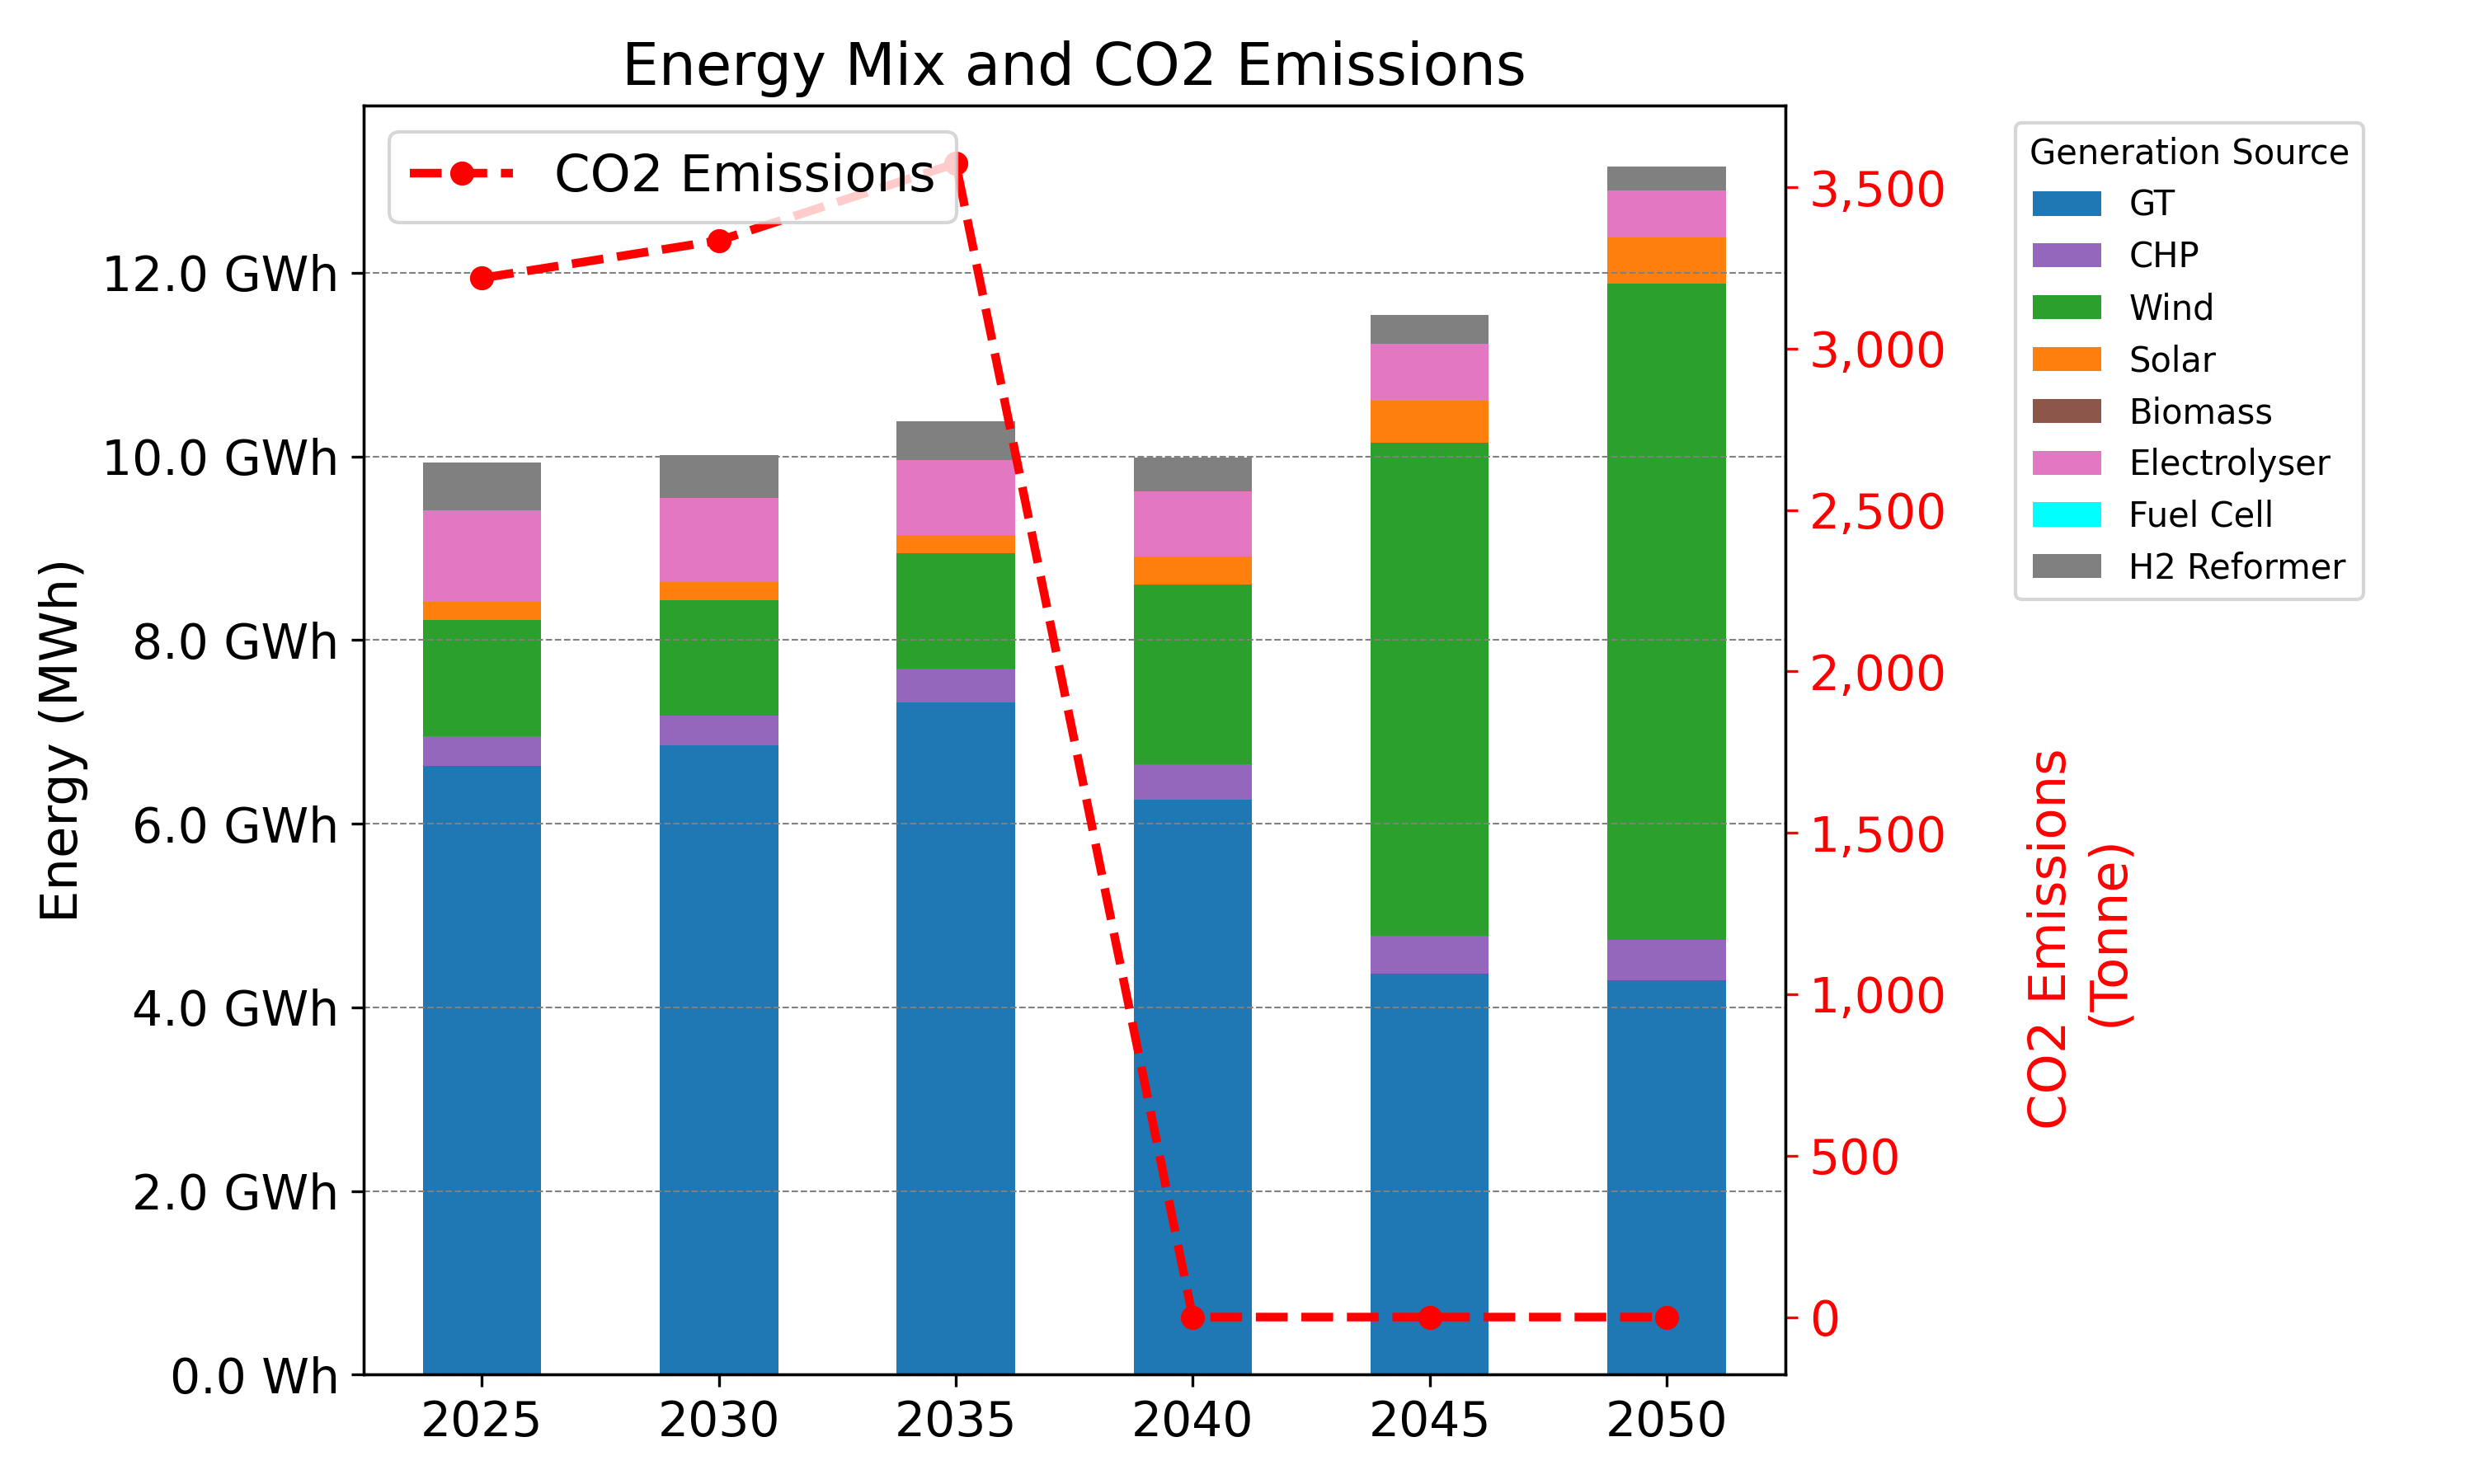 Energy Mix and CO2 Emissions
CO2 Emissions
Energy (MWh)
12.0 GWh
10.0 GWh
8.0 GWh
6.0 GWh
4.0 GWh
2.0 GWh
0.0 Wh
2025 2030 2035 2040 2045 2050
3,500
3,000
2,500
2,000
1,500
1,000
500
0
CO2 Emissions
(Tonne)
Generation Source
GT
CHP
Wind
Solar
Biomass
Electrolyser
Fuel Cell
H2 Reformer